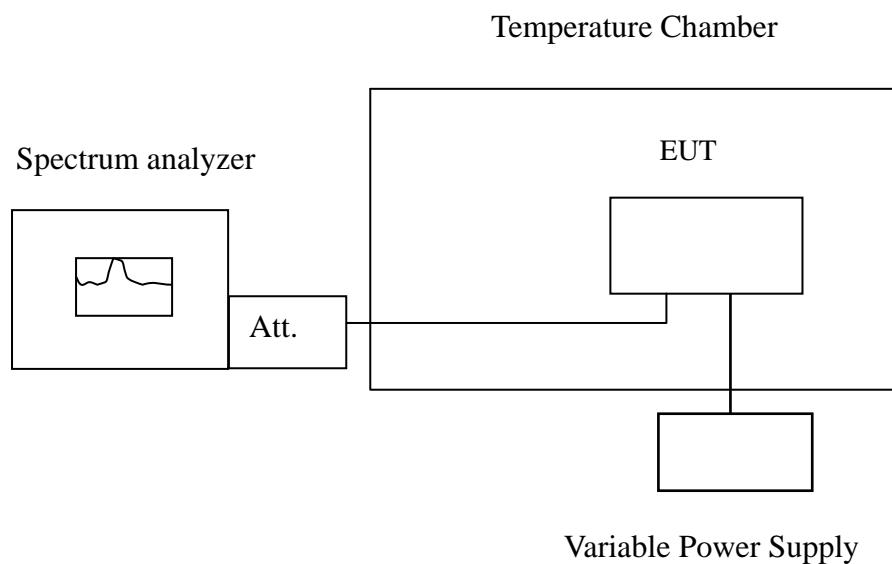 Temperature Chamber
Spectrum analyzer
EUT
Att.
Variable Power Supply